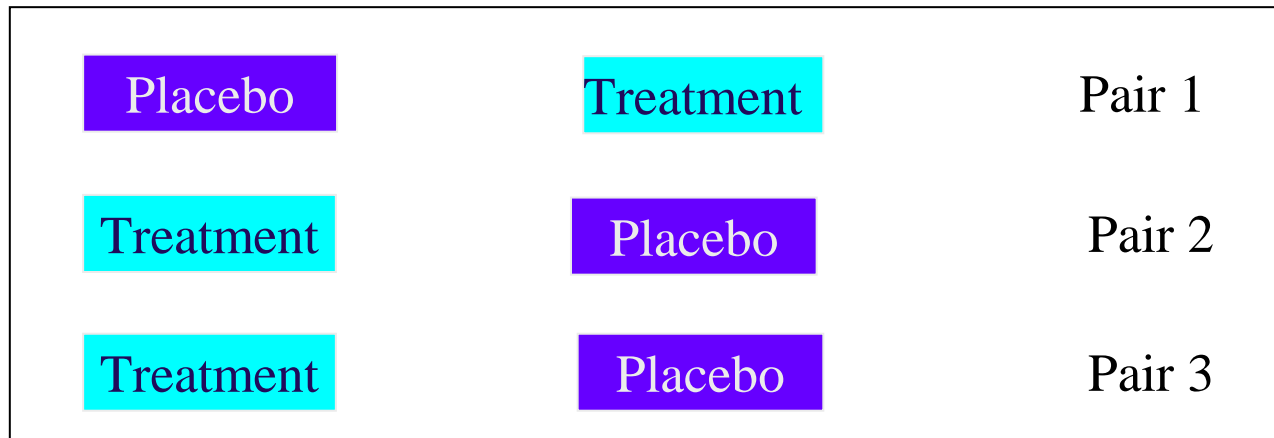 Placebo Treatment Pair 1
Treatment Placebo Pair 2
Treatment Placebo Pair 3